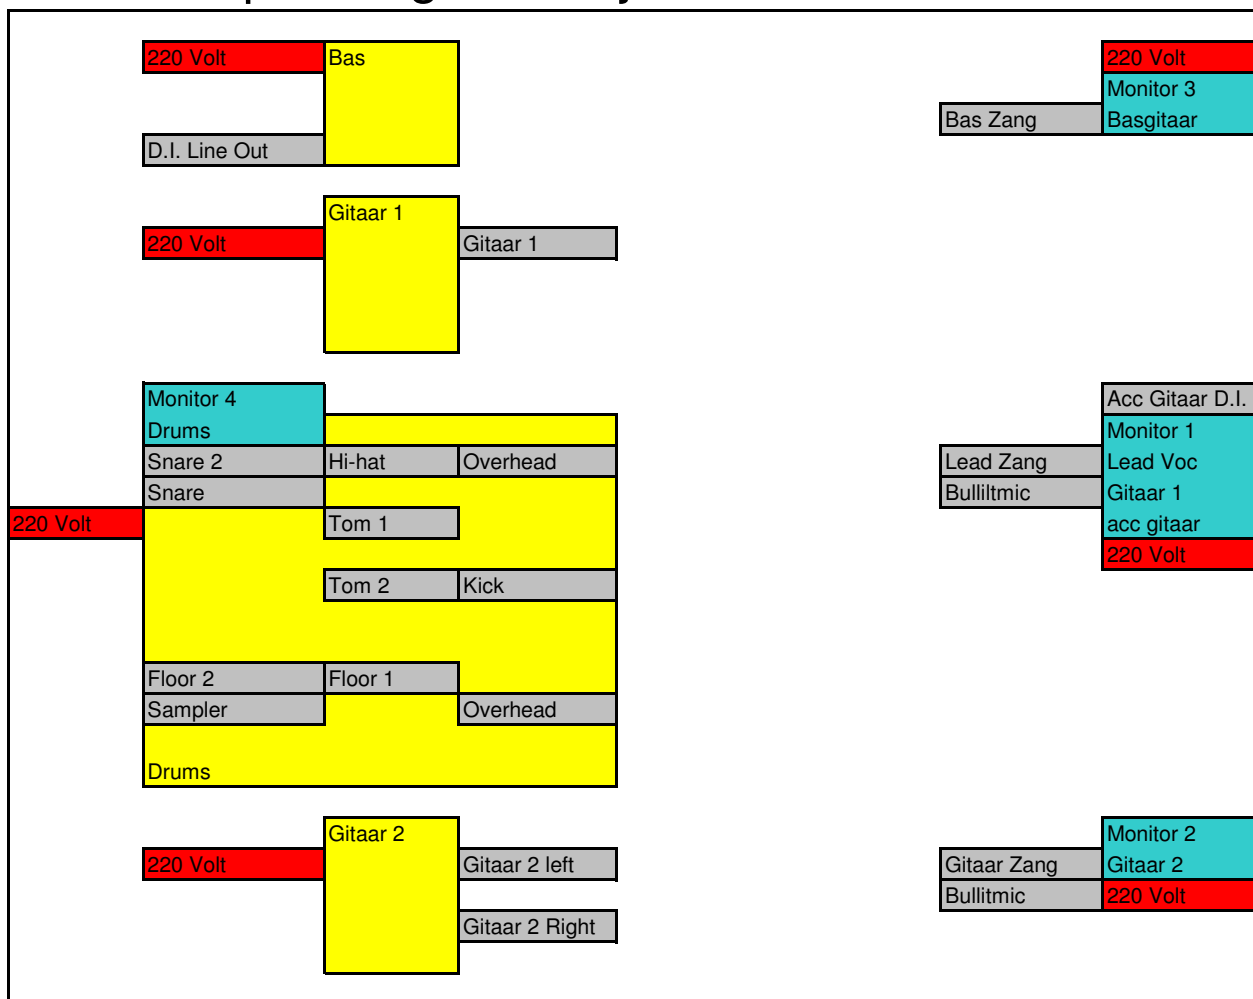 220 Volt Bas 220 Volt
Monitor 3
Bas Zang Basgitaar
D.I. Line Out
Gitaar 1
220 Volt Gitaar 1
Monitor 4 Acc Gitaar D.I.
Drums Monitor 1
Snare 2 Hi-hat Overhead Lead Zang Lead Voc
Snare Bulliltmic Gitaar 1
220 Volt Tom 1 acc gitaar
220 Volt
Tom 2 Kick
Floor 2 Floor 1
Sampler Overhead
Drums
Gitaar 2 Monitor 2
220 Volt Gitaar 2 left Gitaar Zang Gitaar 2
Bullitmic 220 Volt
Gitaar 2 Right